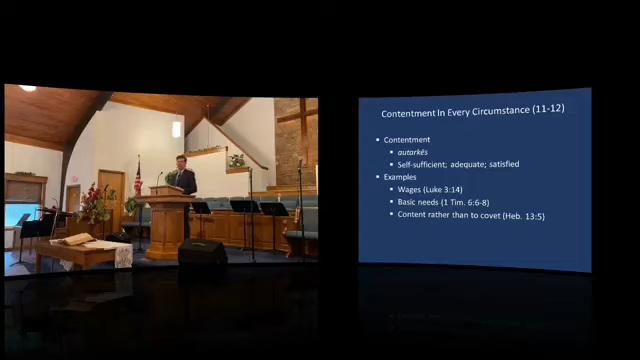 Contentment In Every Circumstance (11-12)
Contentment
autarkēs
Self-sufficient; adequate; satisfied
Examples
Wages (Luke 3:14)
Basic needs (1 Tim. 6:6-8)
Content rather than to covet (Heb. 13:5)